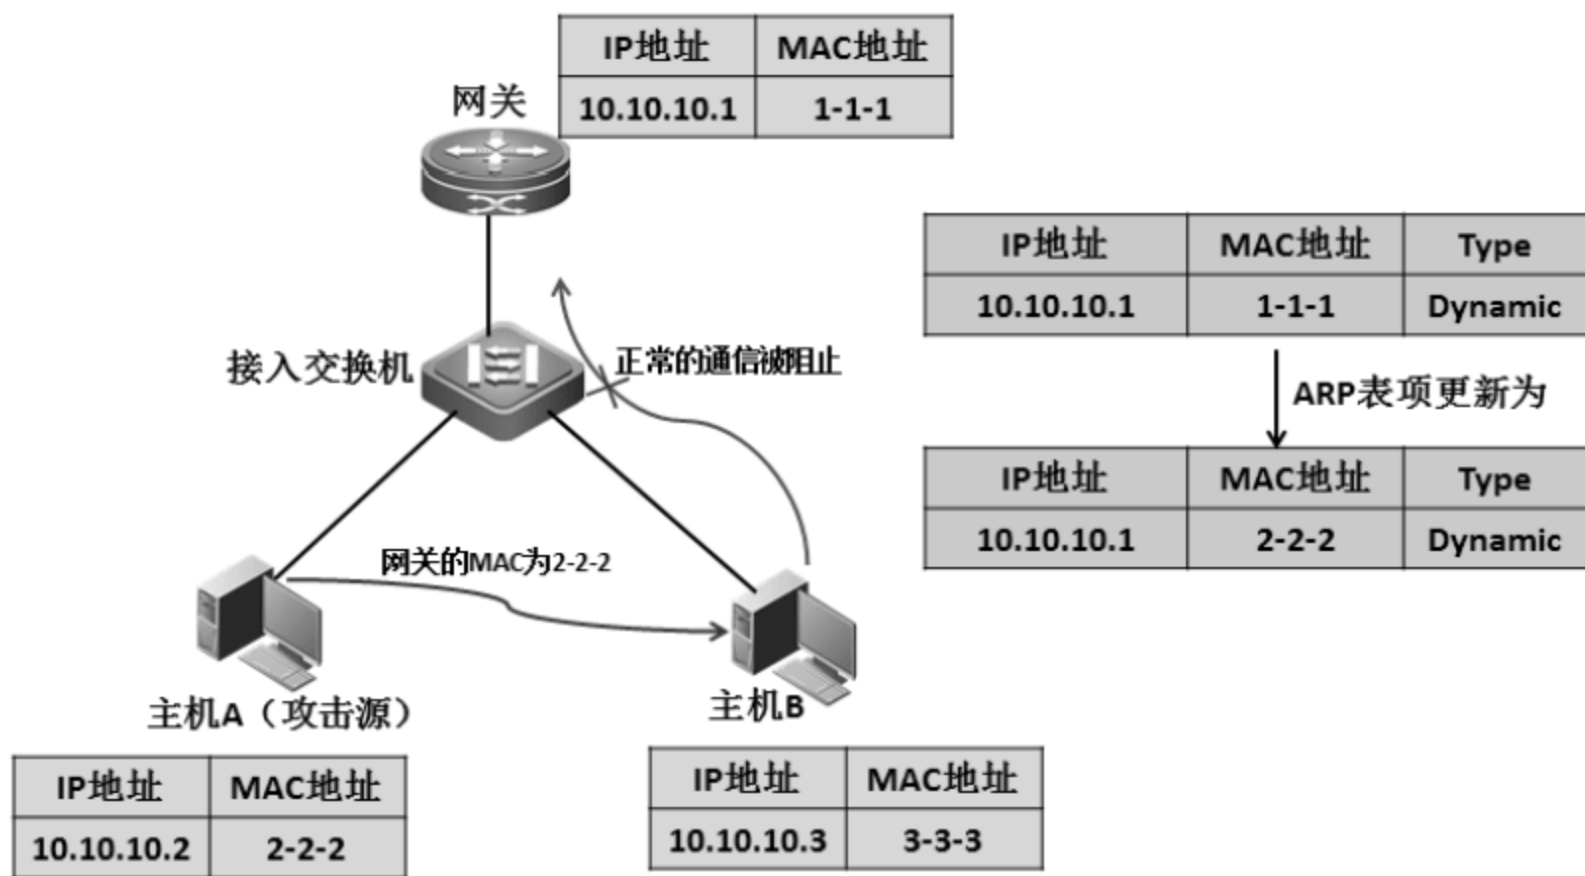 IP地址 MAC地址
10.10.10.1 1-1-1
网关
IP地址 MAC地址 Type
10.10.10.1 1-1-1 Dynamic
接入交换机
正常的通信被阻止
ARP表项更新为
IP地址 MAC地址 Type
10.10.10.1 2-2-2 Dynamic
网关的MAC为2-2-2
主机A（攻击源）
主机B
IP地址 MAC地址
10.10.10.2 2-2-2
IP地址 MAC地址
10.10.10.3 3-3-3